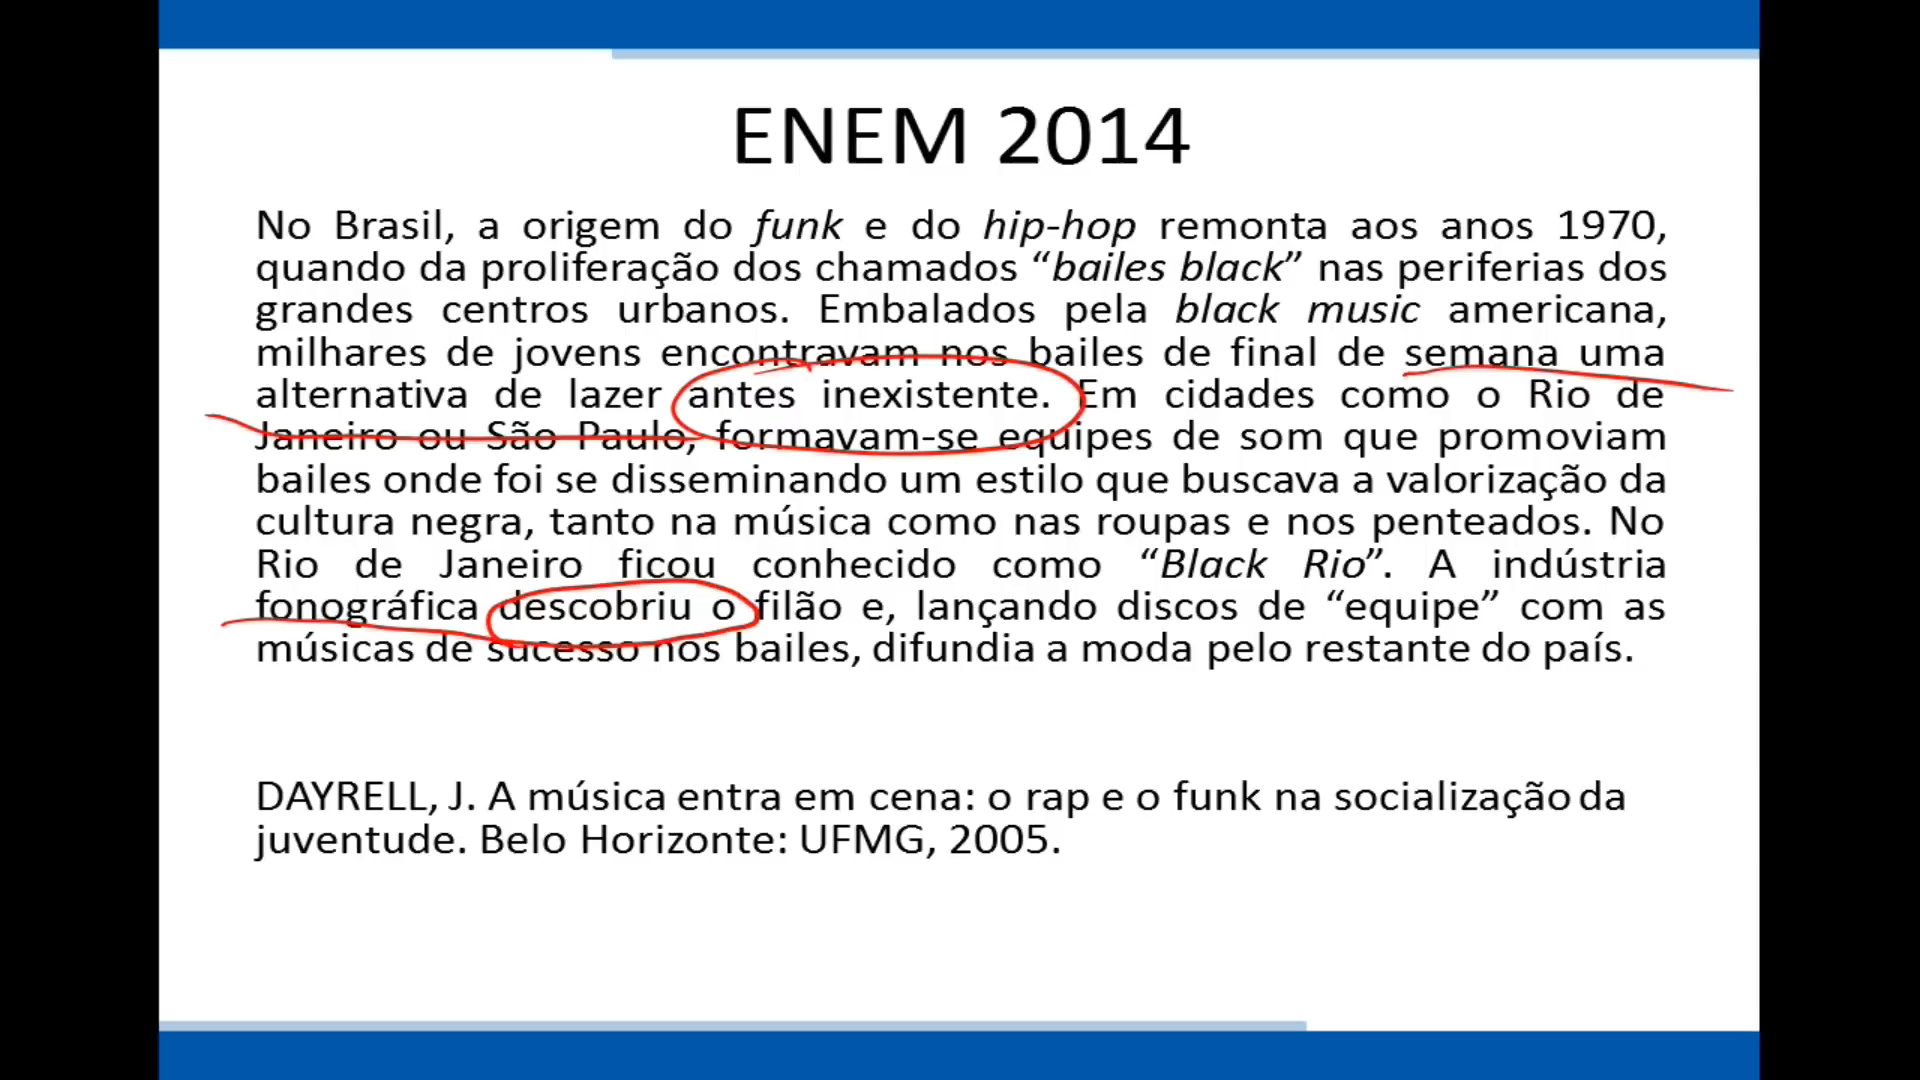 ENEM 2014
No Brasil, a origem do funk e do hip-hop remonta aos anos 1970,
quando da proliferação dos chamados “bailes black” nas periferias dos
grandes centros urbanos. Embalados pela black music americana,
milhares de jovens encontravam nos bailes de final de semana uma
alternativa de lazer antes inexistente. Em cidades como o Rio de
Janeiro ou São Paulo, formavam-se equipes de som que promoviam
bailes onde foi se disseminando um estilo que buscava a valorização da
cultura negra, tanto na música como nas roupas e nos penteados. No
Rio de Janeiro ficou conhecido como “Black Rio”. A indústria
fonográfica descobriu o filão e, lançando discos de “equipe” com as
músicas de sucesso nos bailes, difundia a moda pelo restante do país.
DAYRELL, J. A música entra em cena: o rap e o funk na socialização da
juventude. Belo Horizonte: UFMG, 2005.